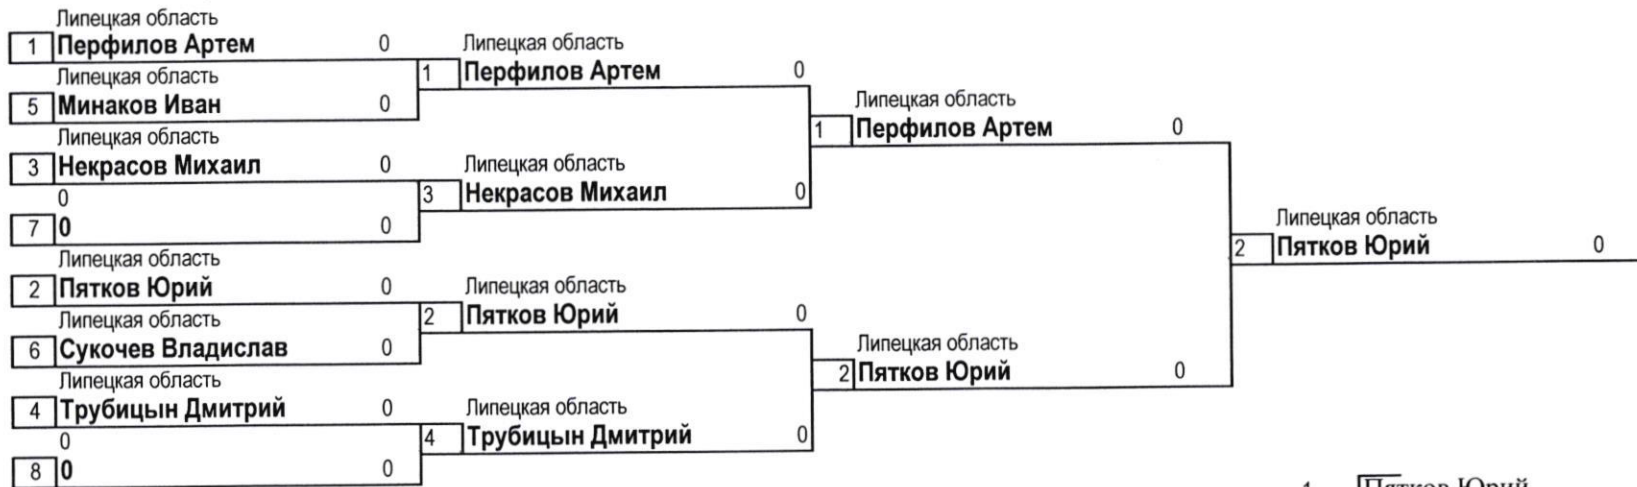 Липецкая область
1 Перфилов Артем 0
Липецкая область
5 Минаков Иван 0
Липецкая область
3 Некрасов Михаил 0
0
7 0 0
Липецкая область
2 Пятков Юрий 0
Липецкая область
6 Сукочев Владислав 0
Липецкая область
4 Трубицын Дмитрий 0
0
8 0 0
Липецкая область
1 Перфилов Артем 0
Липецкая область
3 Некрасов Михаил 0
Липецкая область
2 Пятков Юрий 0
Липецкая область
4 Трубицын Дмитрий 0
Липецкая область
1 Перфилов Артем 0
Липецкая область
2 Пятков Юрий 0
Липецкая область
2 Пятков Юрий 0
1 Пятков Юрий